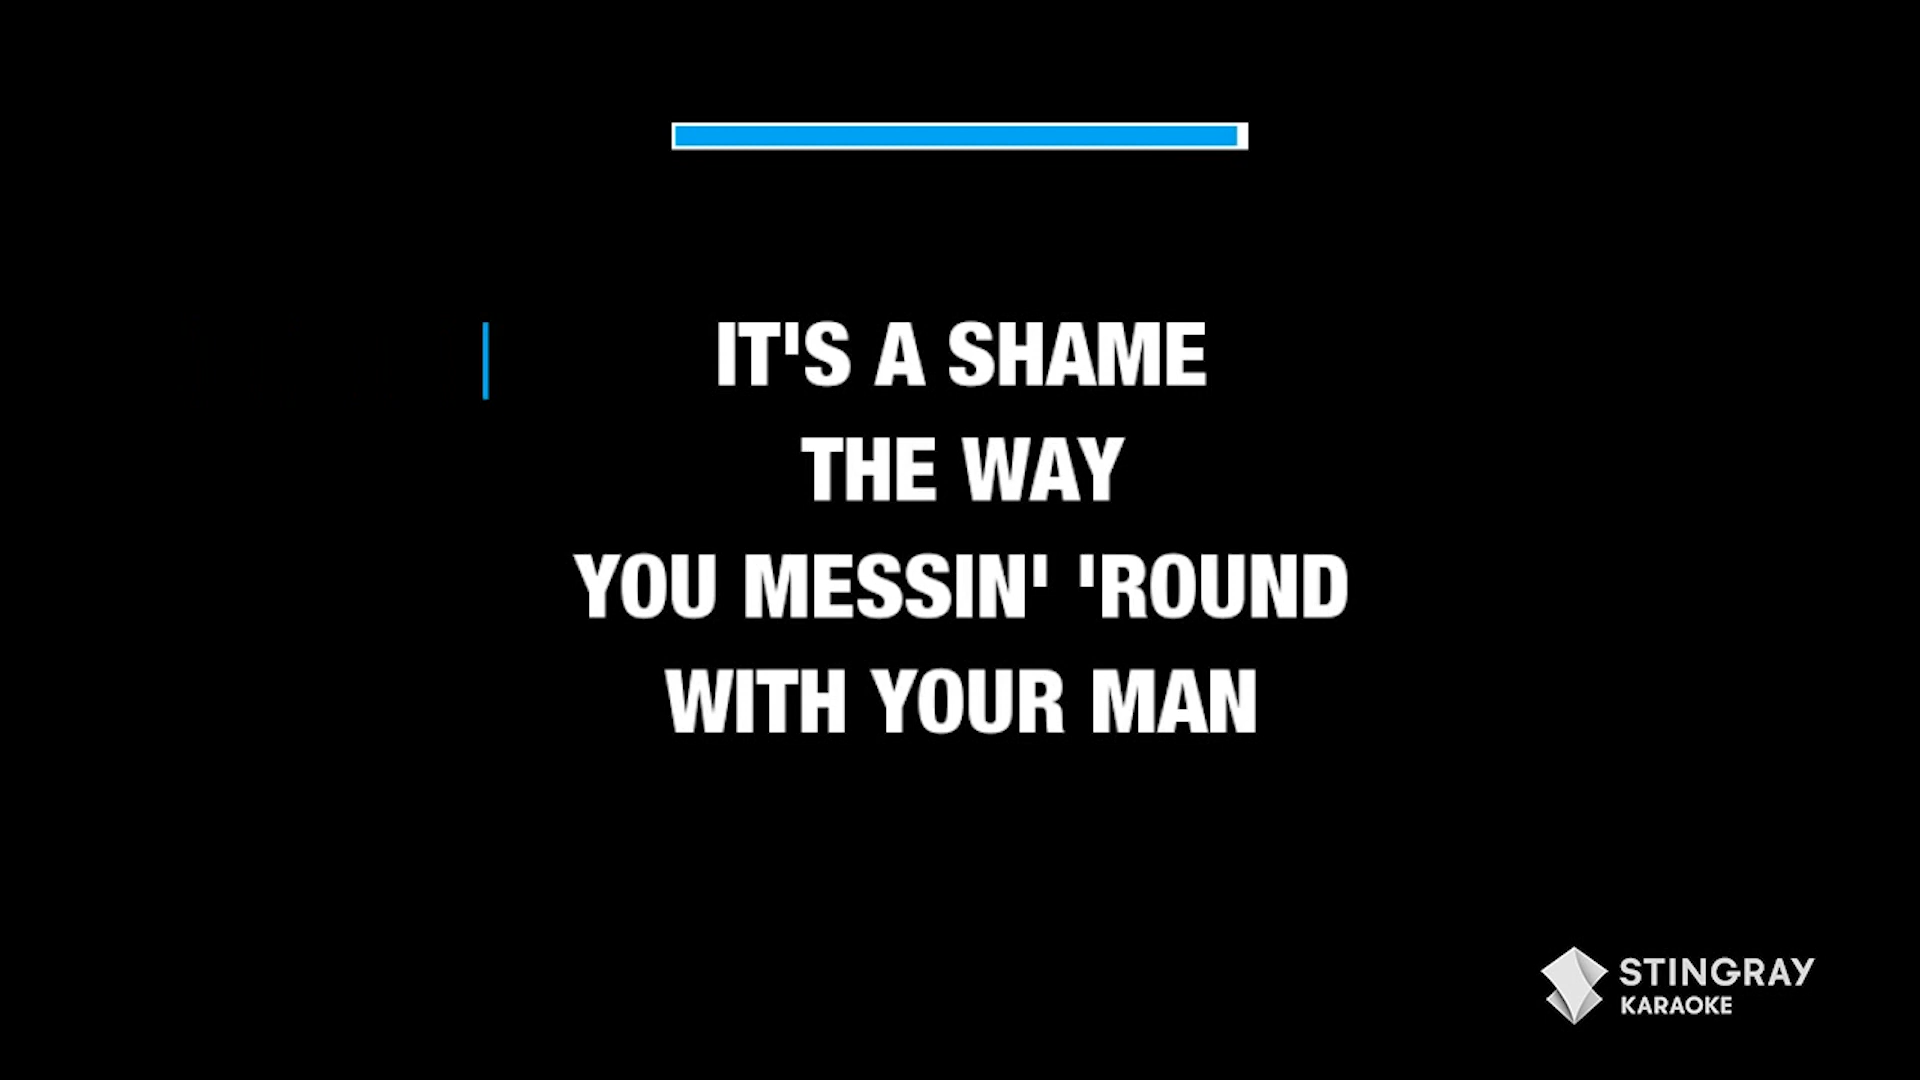 IT'S A SHAME
THE WAY
YOU MESSIN' 'ROUND
WITH YOUR MAN
STINGRAY
KARAOKE